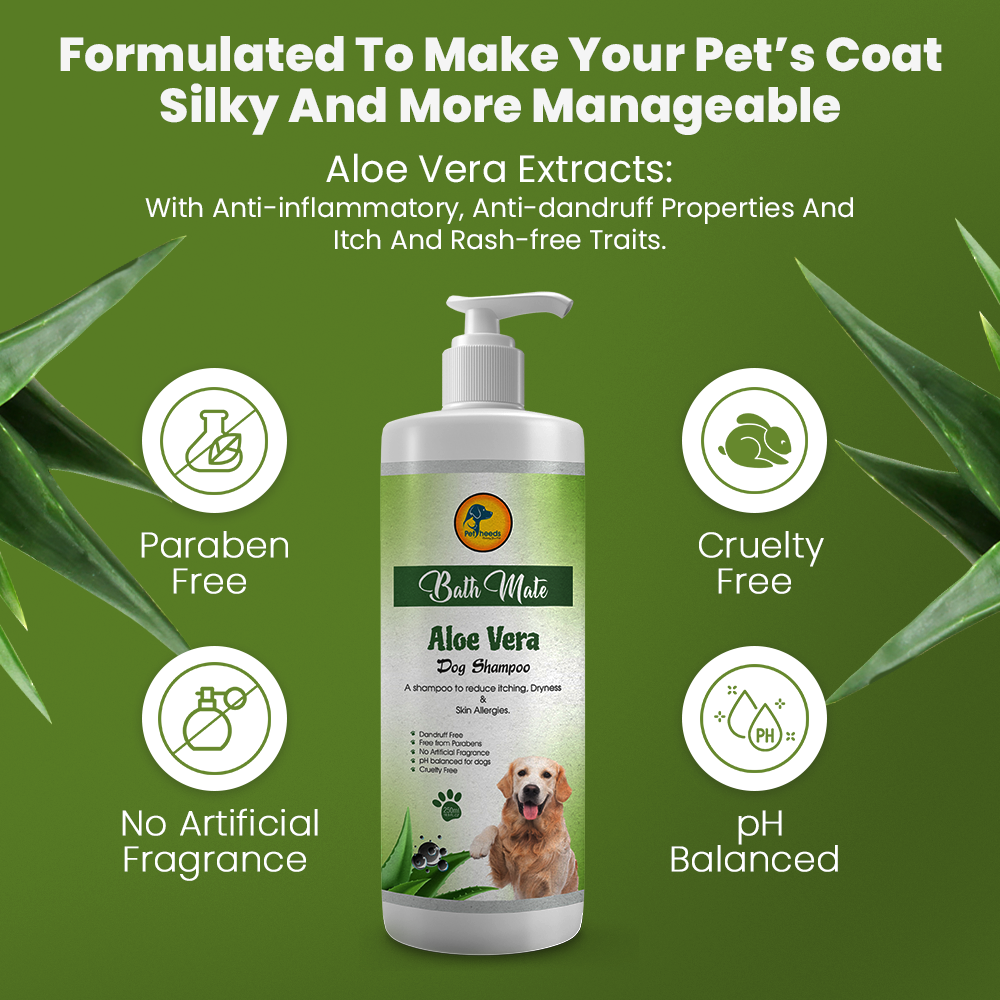 Formulated To Make Your Pet's Coat
Silky And More Manageable
Aloe Vera Extracts:
With Anti-inflammatory, Anti-dandruff Properties And
Itch And Rash-free Traits.
Paraben
Free
Cruelty
Free
No Artificial
Fragrance
PH
pH
Balanced
Pet needs
Bath Mate
Aloe Vera
Dog Shampoo
A shampoo to reduce itching, Dryness
&
Skin Allergies.
Dandruff Free
Free from Parabens
No Artificial Fragrance
pH balanced for dogs
Cruelty Free
250ml